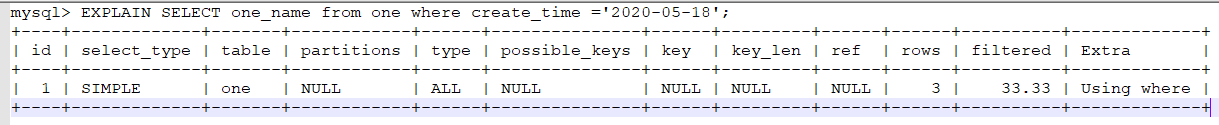 mysql> EXPLAIN SELECT one_name from one where create_time ='2020-05-18';
+----+-------------+-------+------------+------+---------------+------+---------+------+------+----------+-------------+
| id | select_type | table | partitions | type | possible_keys | key | key_len | ref | rows | filtered | Extra |
+----+-------------+-------+------------+------+---------------+------+---------+------+------+----------+-------------+
| 1 | SIMPLE | one | NULL | ALL | NULL | NULL | NULL | NULL | 3 | 33.33 | Using where |
+----+-------------+-------+------------+------+---------------+------+---------+------+------+----------+-------------+